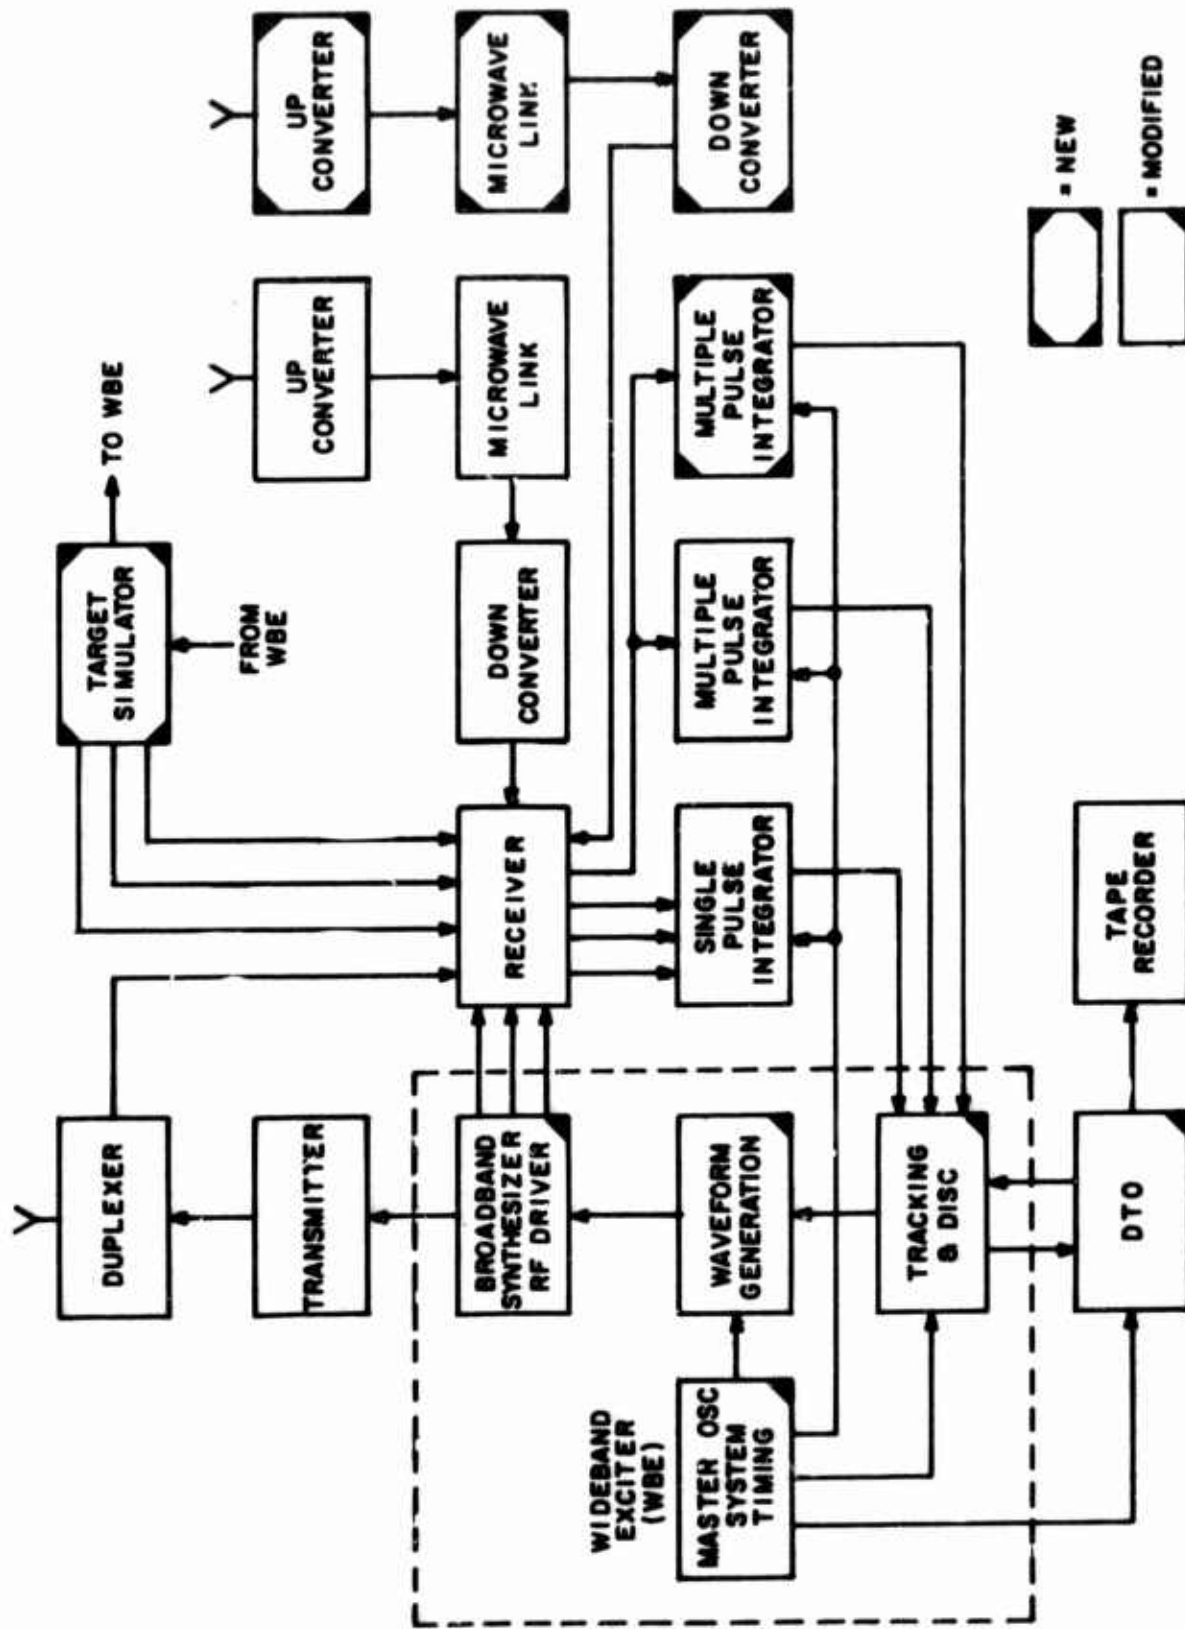 DUPLEXER
TARGET
SIMULATOR
TO WBE
FROM
WBE
TRANSMITTER
UP
CONVERTER
UP
CONVERTER
WIDEBAND
EXCITER
(WBE)
BROADBAND
SYNTHESIZER
RF DRIVER
RECEIVER
DOWN
CONVERTER
MICROWAVE
LINK
MICROWAVE
LINK
MASTER OSC
SYSTEM
TIMING
WAVEFORM
GENERATION
SINGLE
PULSE
INTEGRATOR
MULTIPLE
PULSE
INTEGRATOR
MULTIPLE
PULSE
INTEGRATOR
DOWN
CONVERTER
TRACKING
& DISC
DTO
TAPE
RECORDER
= NEW
= MODIFIED